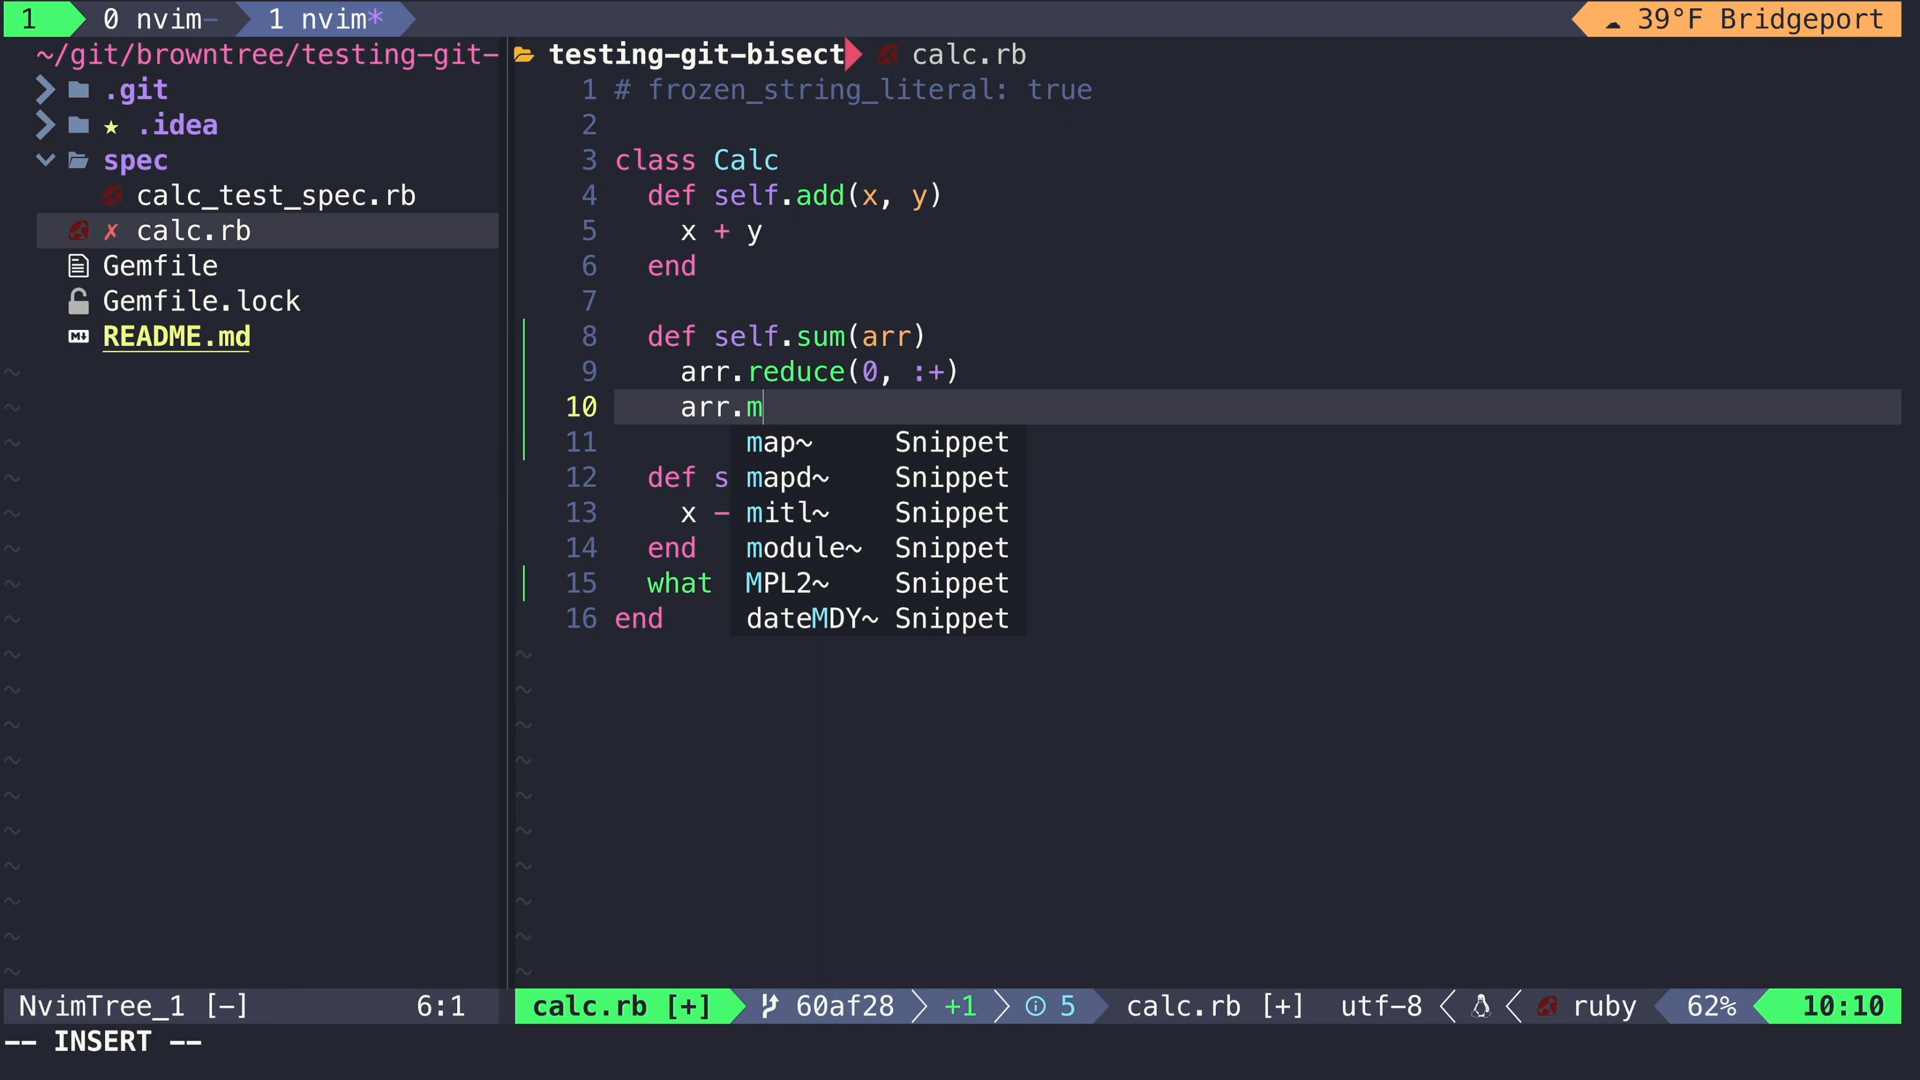 1 0 nvim- 1 nvim* 39°F Bridgeport
~/git/browntree/testing-git-
.git
.idea
spec
calc_test_spec.rb
✗ calc.rb
Gemfile
Gemfile.lock
README.md
testing-git-bisect calc.rb
1 # frozen_string_literal: true
2
3 class Calc
4 def self.add(x, y)
5 x + y
6 end
7
8 def self.sum(arr)
9 arr.reduce(0, :+)
10 arr.m
11 map~ Snippet
12 def s mapd~ Snippet
13 x - mitl~ Snippet
14 end module~ Snippet
15 what MPL2~ Snippet
16 end dateMDY~ Snippet
NvimTree_1 [-] 6:1
calc.rb [+] 60af28 +1 5 calc.rb [+] utf-8 ruby 62% 10:10
-- INSERT --